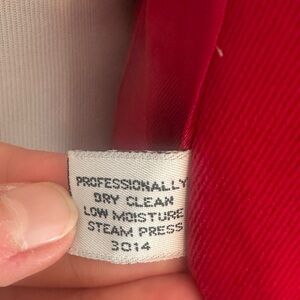 PROFESSIONALLY
DRY CLEAN
LOW MOISTURE
STEAM PRESS
3014